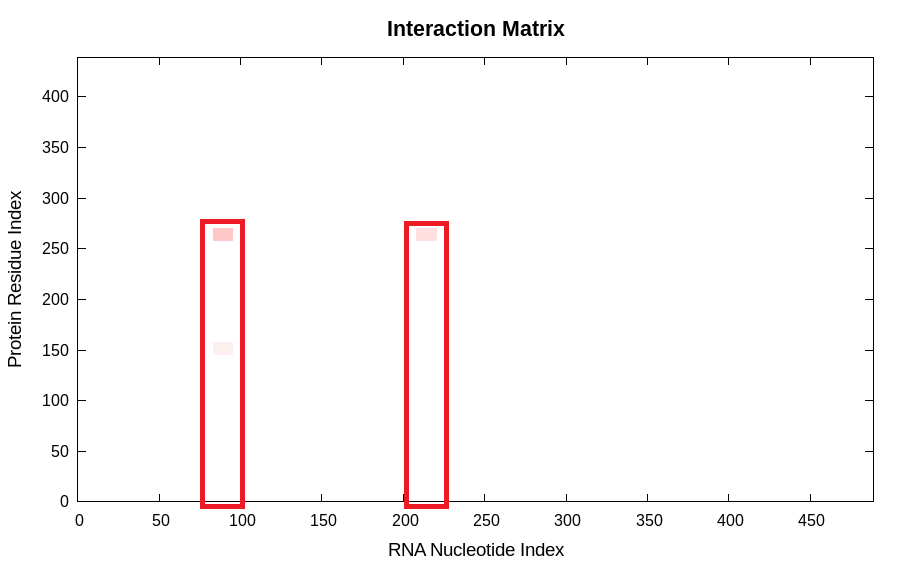 Interaction Matrix
Protein Residue Index
400
350
300
250
200
150
100
50
0
0 50 100 150 200 250 300 350 400 450
RNA Nucleotide Index